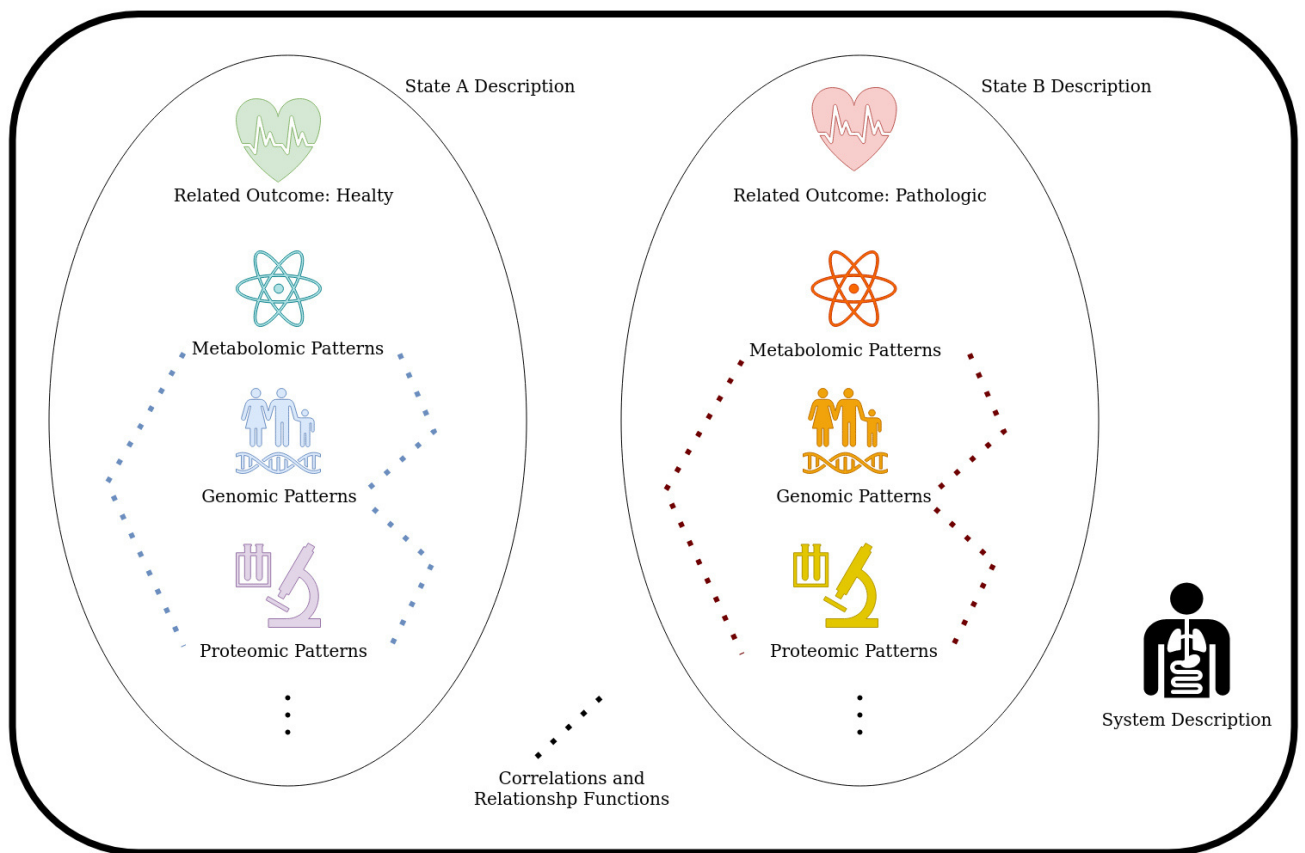 State A Description
Related Outcome: Healty
Metabolomic Patterns
Genomic Patterns
Proteomic Patterns
State B Description
Related Outcome: Pathologic
Metabolomic Patterns
Genomic Patterns
Proteomic Patterns
Correlations and
Relationshp Functions
System Description